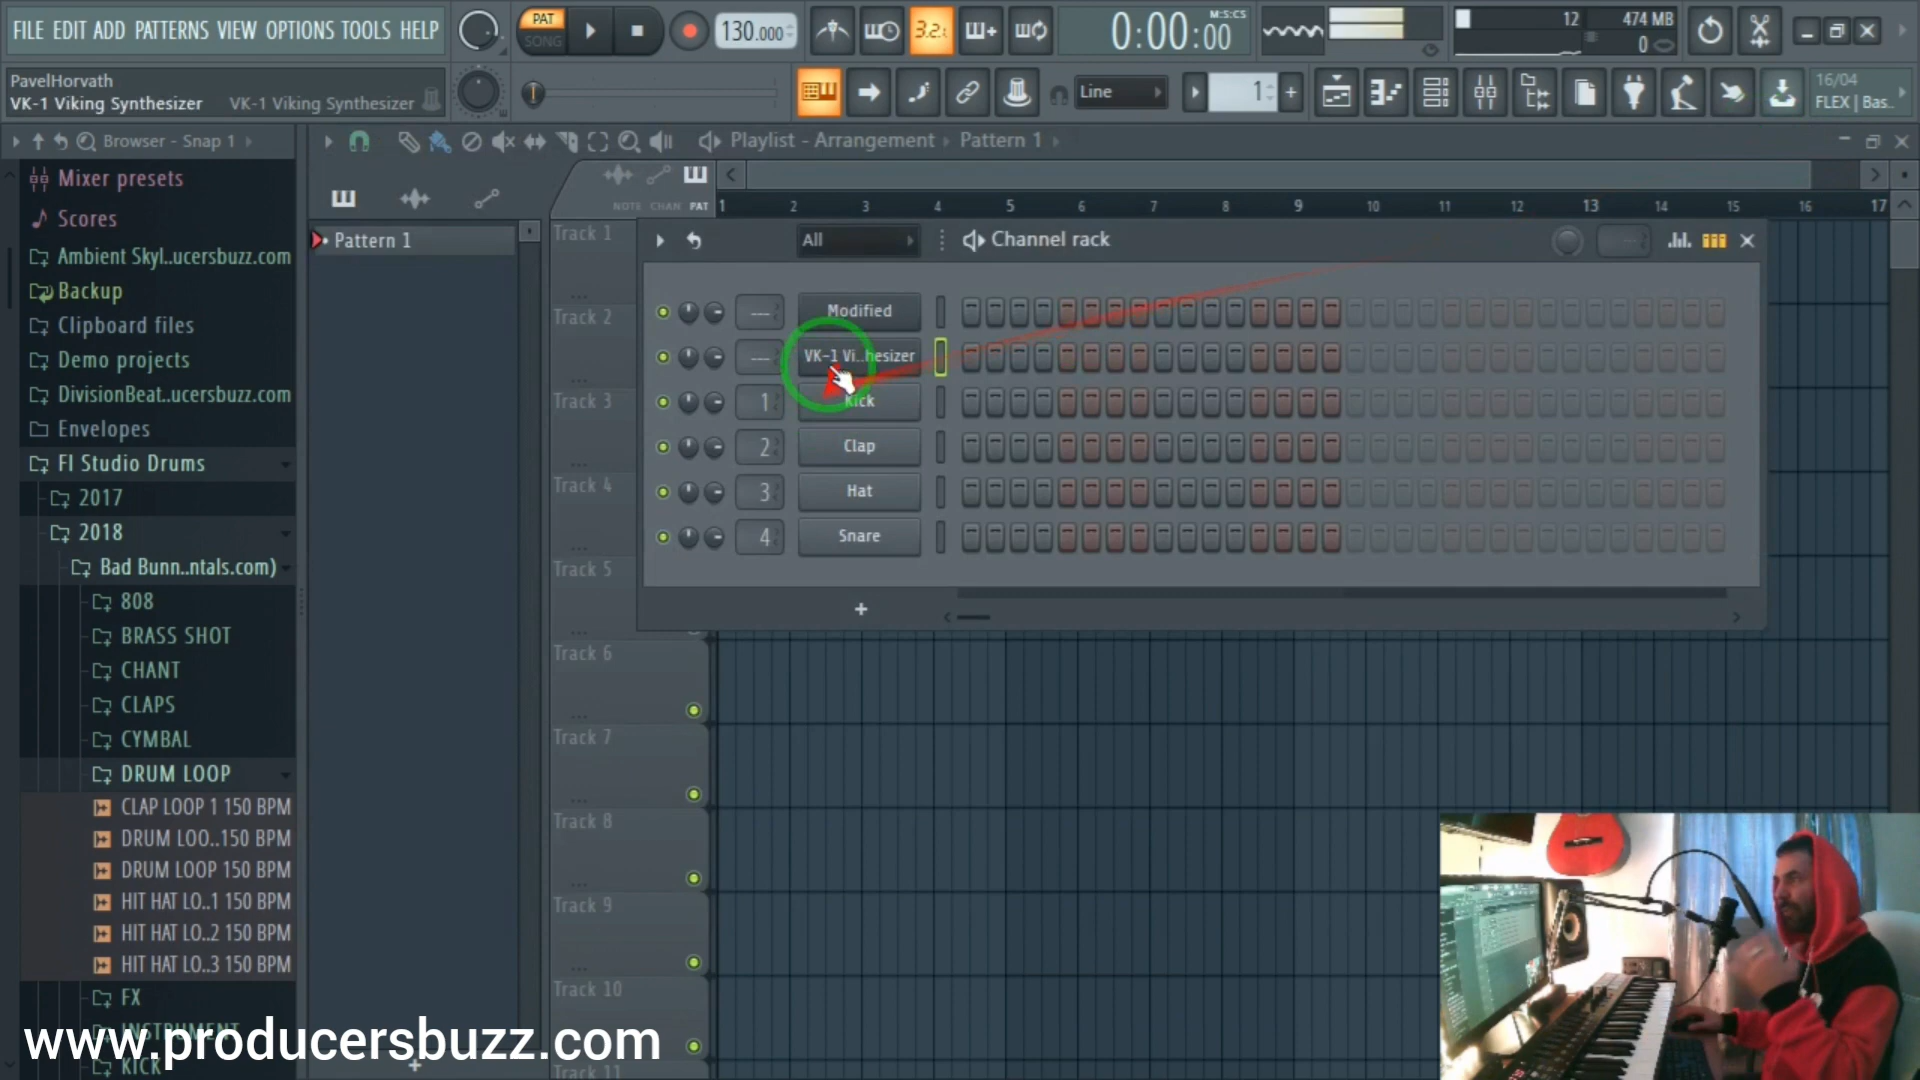 FILE EDIT ADD PATTERNS VIEW OPTIONS TOOLS HELP
PAT
SONG
130.000
3.2.
0:00:00
M:S:CS
12
474 MB
0
PavelHorvath
VK-1 Viking Synthesizer VK-1 Viking Synthesizer
Line
1
16/04
FLEX | Bas..
Browser - Snap 1
Playlist - Arrangement Pattern 1
NOTE CHAN PAT
1 2 3 4 5 6 7 8 9 10 11 12 13 14 15 16 17
Mixer presets
Scores
Ambient Skyl..ucersbuzz.com
Backup
Clipboard files
Demo projects
DivisionBeat..ucersbuzz.com
Envelopes
Fl Studio Drums
2017
2018
Bad Bunn..ntals.com)
808
BRASS SHOT
CHANT
CLAPS
CYMBAL
DRUM LOOP
CLAP LOOP 1 150 BPM
DRUM LOO..150 BPM
DRUM LOOP 150 BPM
HIT HAT LO..1 150 BPM
HIT HAT LO..2 150 BPM
HIT HAT LO..3 150 BPM
FX
INSTRUMENT
KICK
Pattern 1
Track 1
Track 2
Track 3
Track 4
Track 5
Track 6
Track 7
Track 8
Track 9
Track 10
Track 11
All
Channel rack
--- Modified
--- VK-1 Vi..hesizer
1 Kick
2 Clap
3 Hat
4 Snare
www.producersbuzz.com